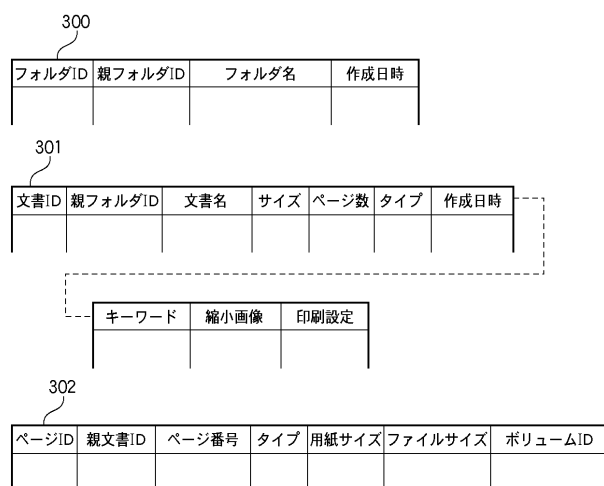 300
フォルダID 親フォルダID フォルダ名 作成日時
301
文書ID 親フォルダID 文書名 サイズ ページ数 タイプ 作成日時
キーワード 縮小画像 印刷設定
302
ページID 親文書ID ページ番号 タイプ 用紙サイズ ファイルサイズ ボリュームID